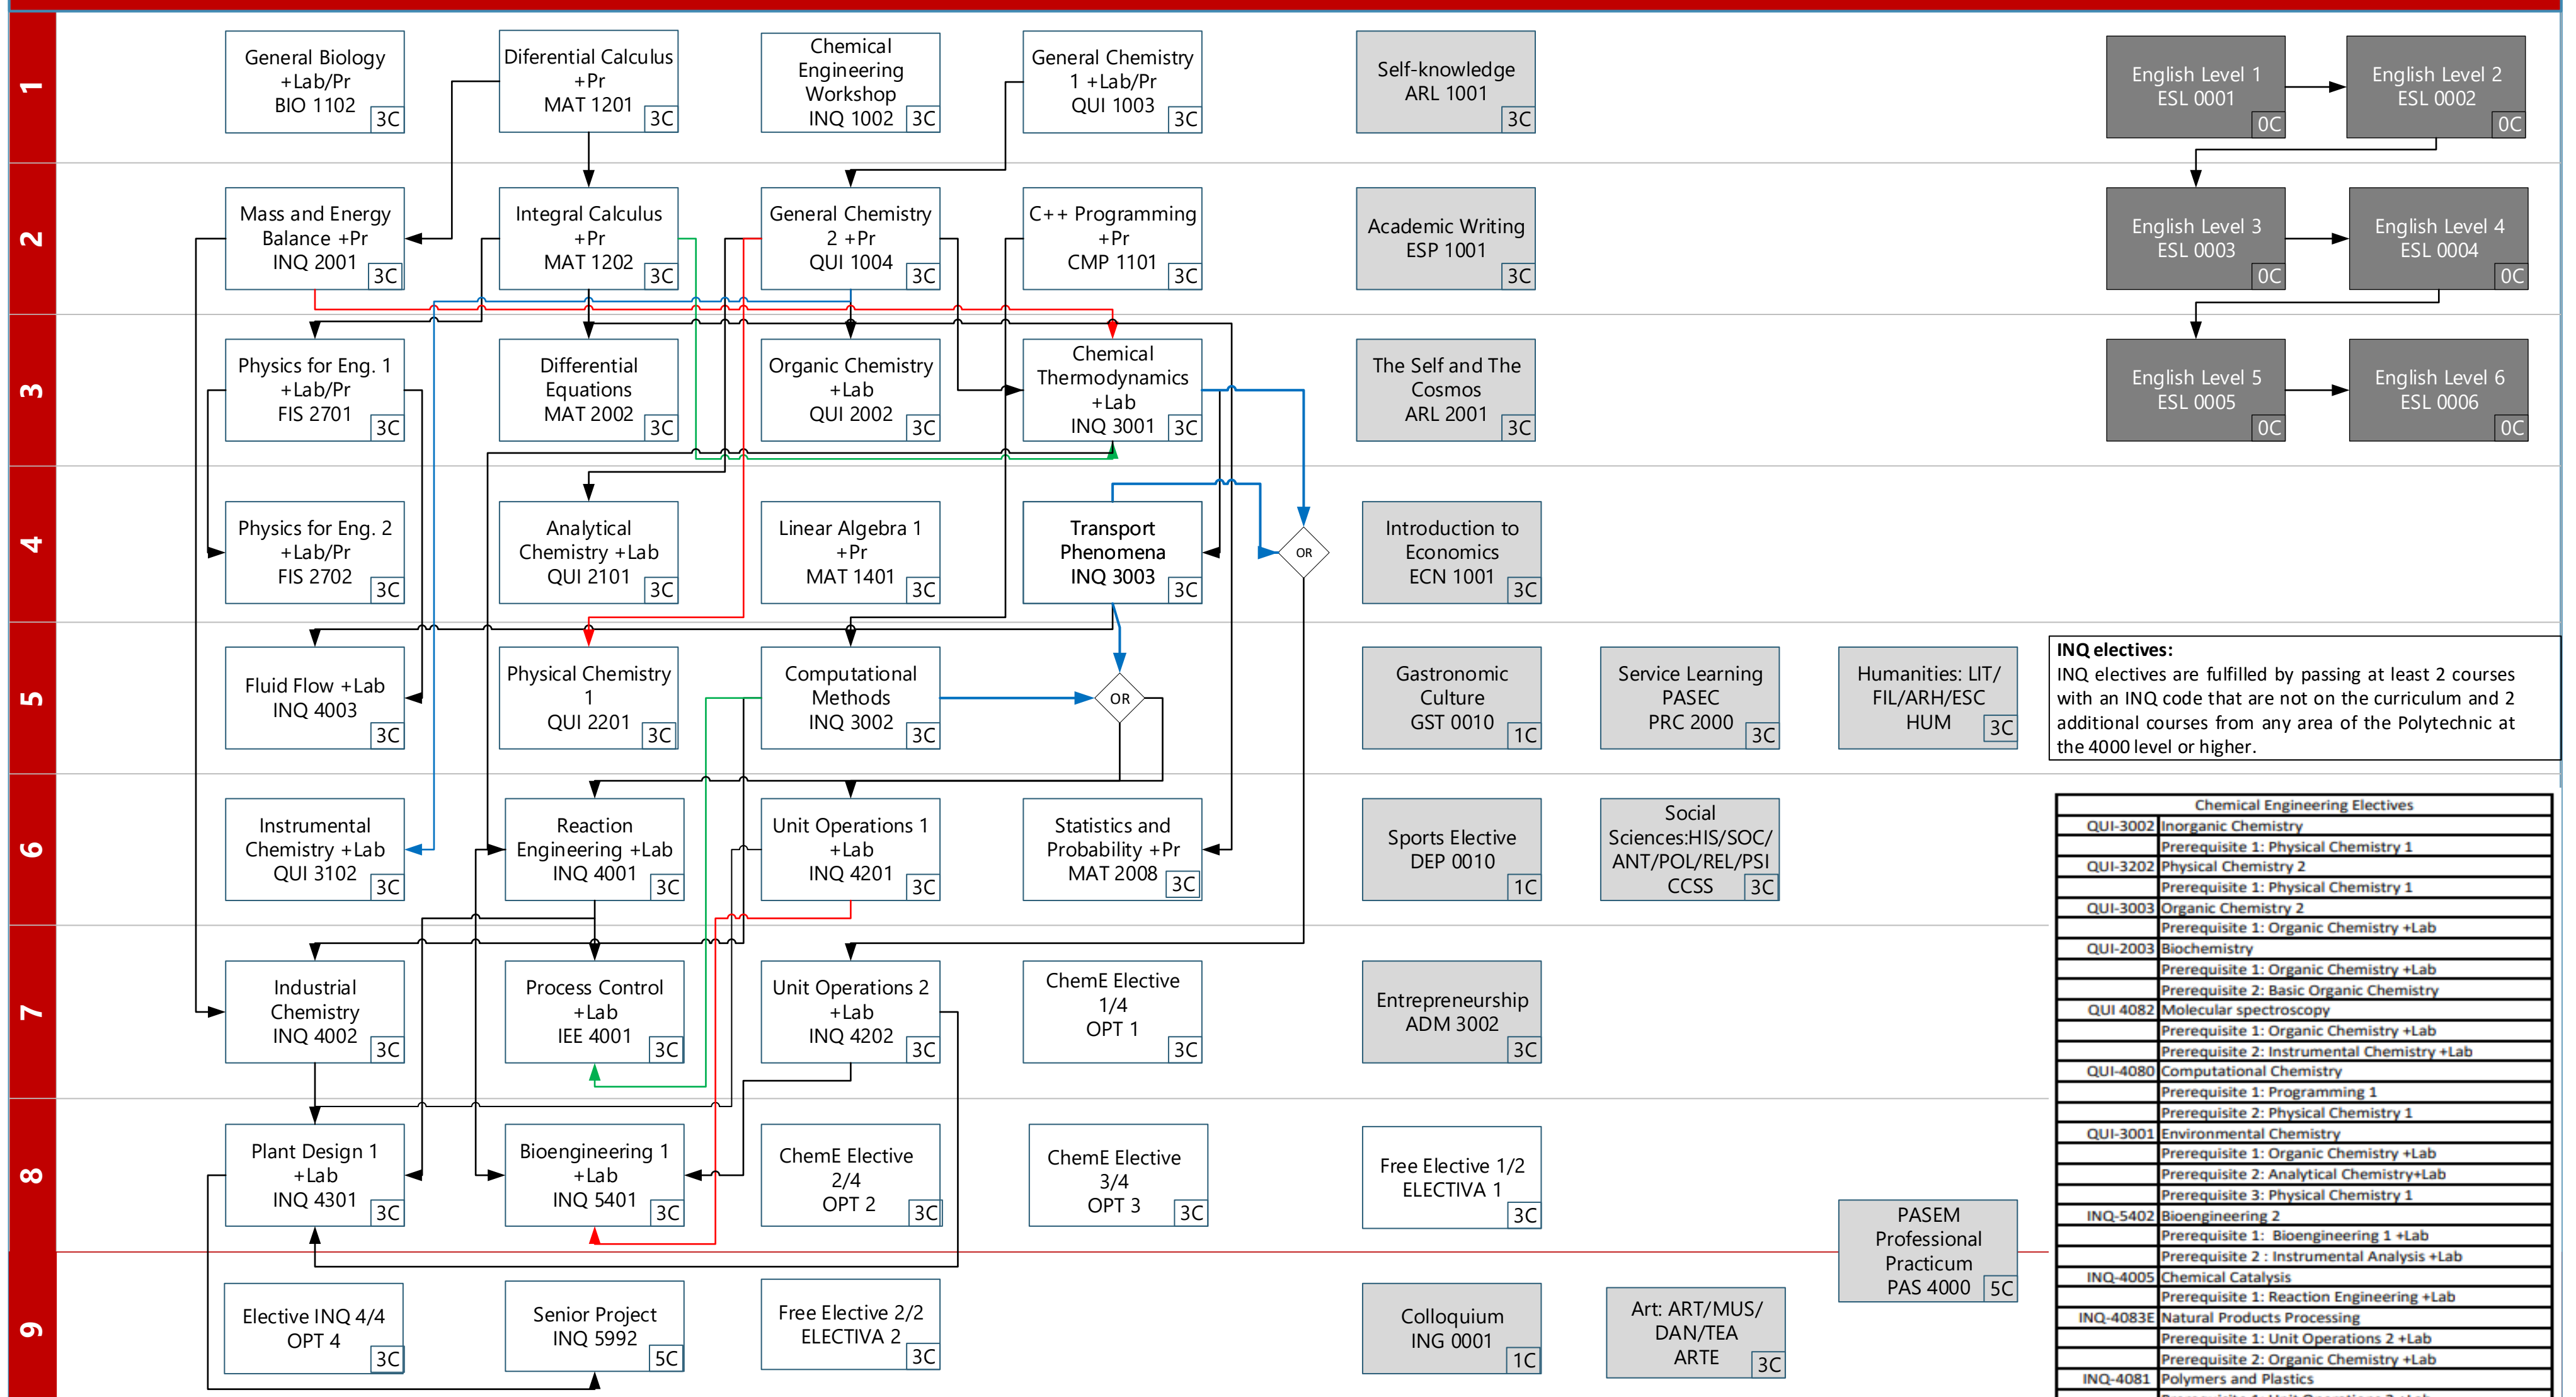 1
General Biology
+Lab/Pr
BIO 1102
3C
Diferential Calculus
+Pr
MAT 1201
3C
Chemical
Engineering
Workshop
INQ 1002
3C
General Chemistry
1 +Lab/Pr
QUI 1003
3C
Self-knowledge
ARL 1001
3C
English Level 1
ESL 0001
0C
English Level 2
ESL 0002
0C
2
Mass and Energy
Balance +Pr
INQ 2001
3C
Integral Calculus
+Pr
MAT 1202
3C
General Chemistry
2 +Pr
QUI 1004
3C
C++ Programming
+Pr
CMP 1101
3C
Academic Writing
ESP 1001
3C
English Level 3
ESL 0003
0C
English Level 4
ESL 0004
0C
3
Physics for Eng. 1
+Lab/Pr
FIS 2701
3C
Differential
Equations
MAT 2002
3C
Organic Chemistry
+Lab
QUI 2002
3C
Chemical
Thermodynamics
+Lab
INQ 3001
3C
The Self and The
Cosmos
ARL 2001
3C
English Level 5
ESL 0005
0C
English Level 6
ESL 0006
0C
4
Physics for Eng. 2
+Lab/Pr
FIS 2702
3C
Analytical
Chemistry +Lab
QUI 2101
3C
Linear Algebra 1
+Pr
MAT 1401
3C
Transport
Phenomena
INQ 3003
3C
OR
Introduction to
Economics
ECN 1001
3C
5
Fluid Flow +Lab
INQ 4003
3C
Physical Chemistry
1
QUI 2201
3C
Computational
Methods
INQ 3002
3C
OR
Gastronomic
Culture
GST 0010
1C
Service Learning
PASEC
PRC 2000
3C
Humanities: LIT/
FIL/ARH/ESC
HUM
3C
INQ electives:
INQ electives are fulfilled by passing at least 2 courses
with an INQ code that are not on the curriculum and 2
additional courses from any area of the Polytechnic at
the 4000 level or higher.
6
Instrumental
Chemistry +Lab
QUI 3102
3C
Reaction
Engineering +Lab
INQ 4001
3C
Unit Operations 1
+Lab
INQ 4201
3C
Statistics and
Probability +Pr
MAT 2008
3C
Sports Elective
DEP 0010
1C
Social
Sciences:HIS/SOC/
ANT/POL/REL/PSI
CCSS
3C
7
Industrial
Chemistry
INQ 4002
3C
Process Control
+Lab
IEE 4001
3C
Unit Operations 2
+Lab
INQ 4202
3C
ChemE Elective
1/4
OPT 1
3C
Entrepreneurship
ADM 3002
3C
8
Plant Design 1
+Lab
INQ 4301
3C
Bioengineering 1
+Lab
INQ 5401
3C
ChemE Elective
2/4
OPT 2
3C
ChemE Elective
3/4
OPT 3
3C
Free Elective 1/2
ELECTIVA 1
3C
PASEM
Professional
Practicum
PAS 4000
5C
9
Elective INQ 4/4
OPT 4
3C
Senior Project
INQ 5992
5C
Free Elective 2/2
ELECTIVA 2
3C
Colloquium
ING 0001
1C
Art: ART/MUS/
DAN/TEA
ARTE
3C
Chemical Engineering Electives
QUI-3002 Inorganic Chemistry
Prerequisite 1: Physical Chemistry 1
QUI-3202 Physical Chemistry 2
Prerequisite 1: Physical Chemistry 1
QUI-3003 Organic Chemistry 2
Prerequisite 1: Organic Chemistry +Lab
QUI-2003 Biochemistry
Prerequisite 1: Organic Chemistry +Lab
Prerequisite 2: Basic Organic Chemistry
QUI 4082 Molecular spectroscopy
Prerequisite 1: Organic Chemistry +Lab
Prerequisite 2: Instrumental Chemistry +Lab
QUI-4080 Computational Chemistry
Prerequisite 1: Programming 1
Prerequisite 2: Physical Chemistry 1
QUI-3001 Environmental Chemistry
Prerequisite 1: Organic Chemistry +Lab
Prerequisite 2: Analytical Chemistry+Lab
Prerequisite 3: Physical Chemistry 1
INQ-5402 Bioengineering 2
Prerequisite 1: Bioengineering 1 +Lab
Prerequisite 2 : Instrumental Analysis +Lab
INQ-4005 Chemical Catalysis
Prerequisite 1: Reaction Engineering +Lab
INQ-4083E Natural Products Processing
Prerequisite 1: Unit Operations 2 +Lab
Prerequisite 2: Organic Chemistry +Lab
INQ-4081 Polymers and Plastics